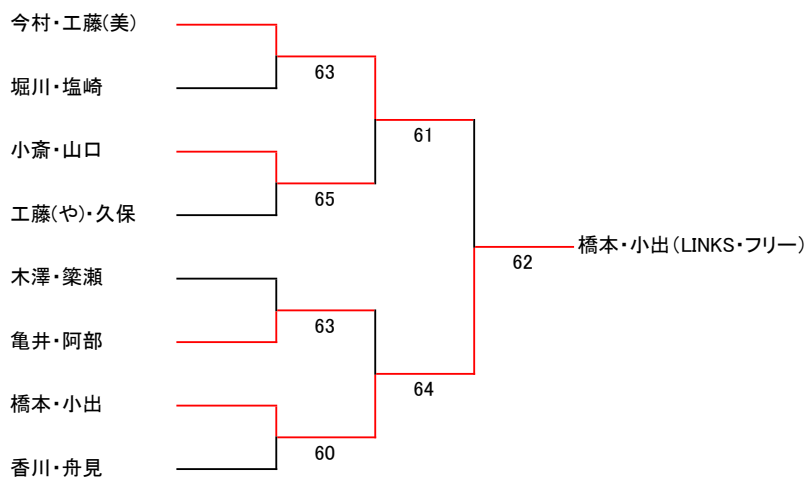 今村・工藤(美)
63
堀川・塩崎
61
小斎・山口
65
工藤(や)・久保
橋本・小出(LINKS・フリー)
62
木澤・簗瀬
63
亀井・阿部
64
橋本・小出
60
香川・舟見